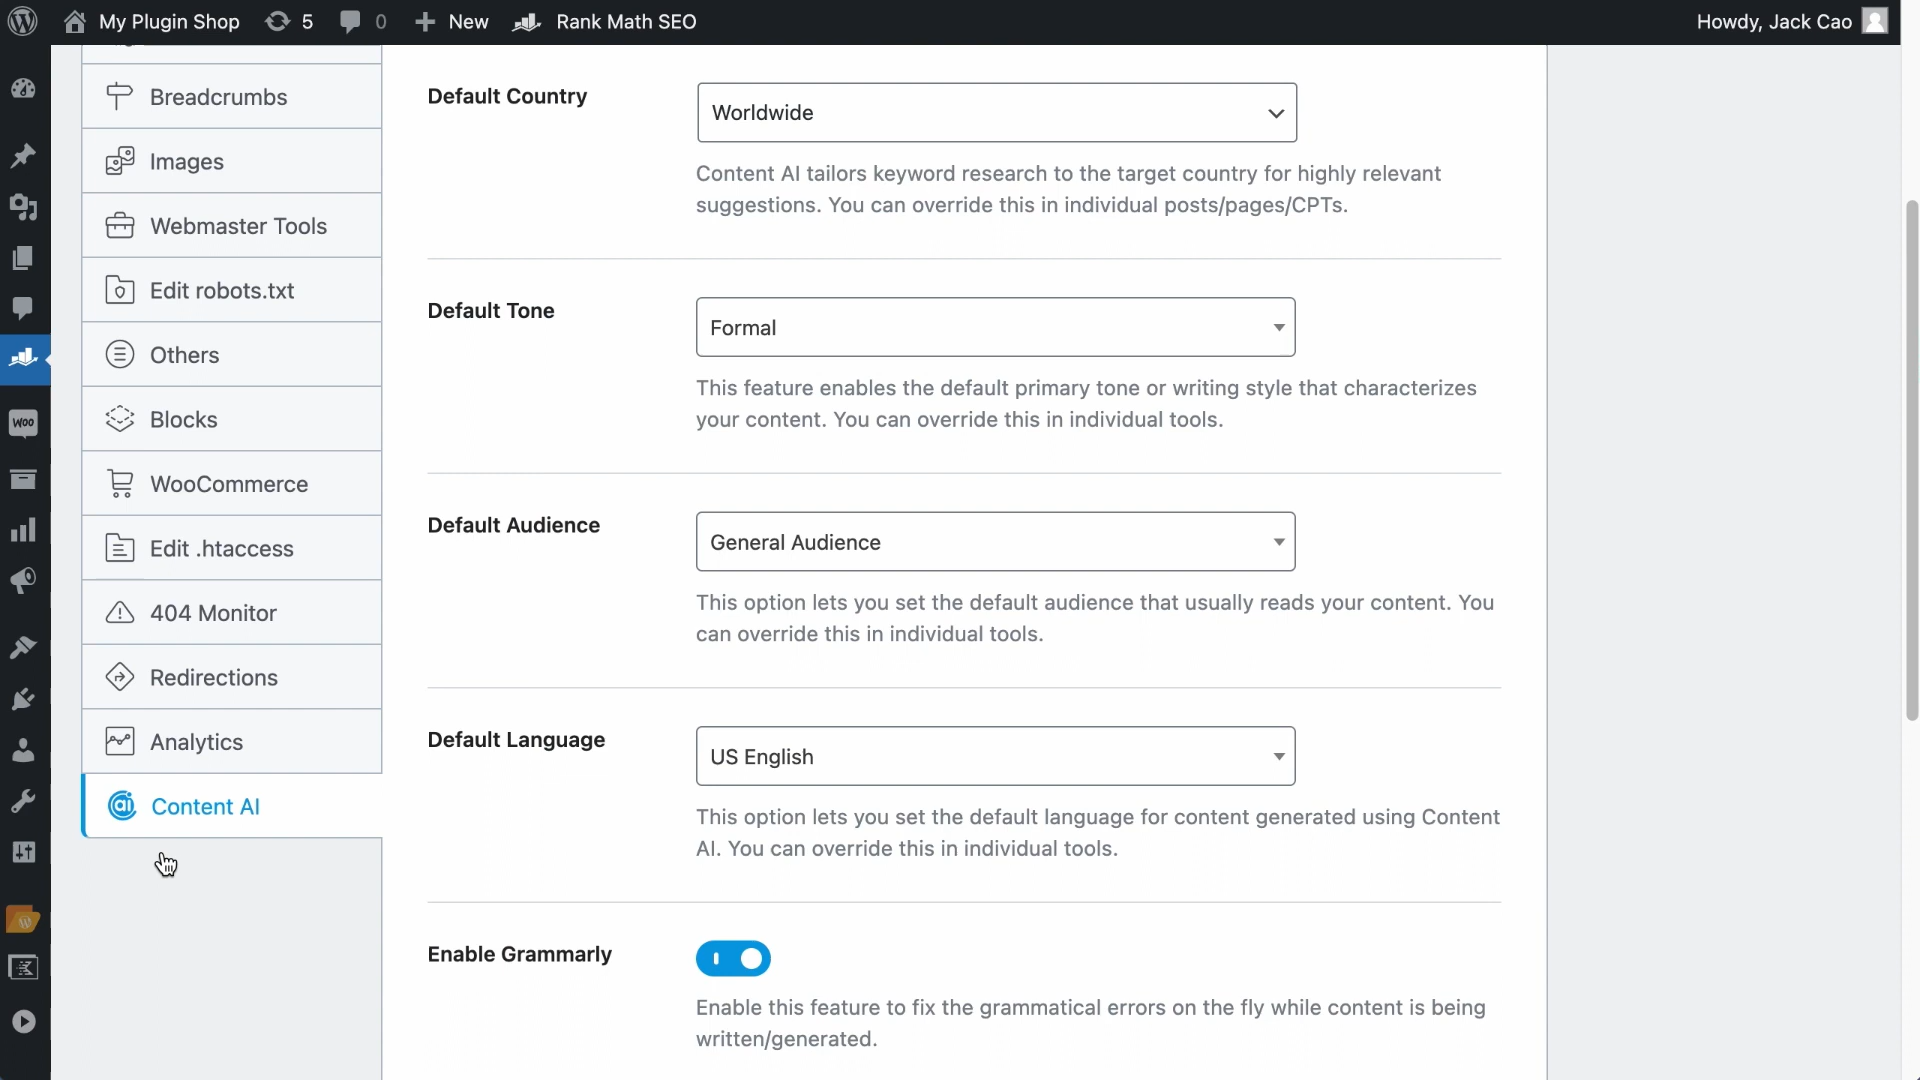 My Plugin Shop 5 0 New Rank Math SEO Howdy, Jack Cao
Breadcrumbs
Images
Webmaster Tools
Edit robots.txt
Others
Blocks
WooCommerce
Edit .htaccess
404 Monitor
Redirections
Analytics
Content AI
Default Country
Worldwide
Content AI tailors keyword research to the target country for highly relevant
suggestions. You can override this in individual posts/pages/CPTs.
Default Tone
Formal
This feature enables the default primary tone or writing style that characterizes
your content. You can override this in individual tools.
Default Audience
General Audience
This option lets you set the default audience that usually reads your content. You
can override this in individual tools.
Default Language
US English
This option lets you set the default language for content generated using Content
AI. You can override this in individual tools.
Enable Grammarly
Enable this feature to fix the grammatical errors on the fly while content is being
written/generated.